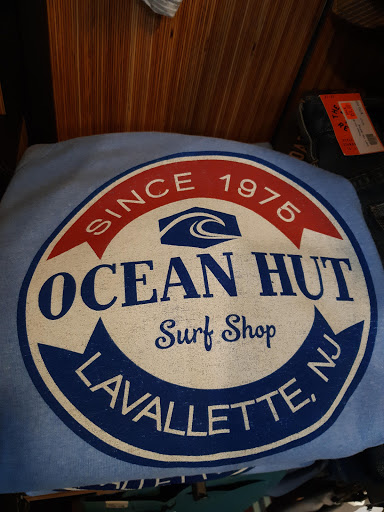 SINCE 1975
OCEAN HUT
Surf Shop
LAVALLETTE, NJ